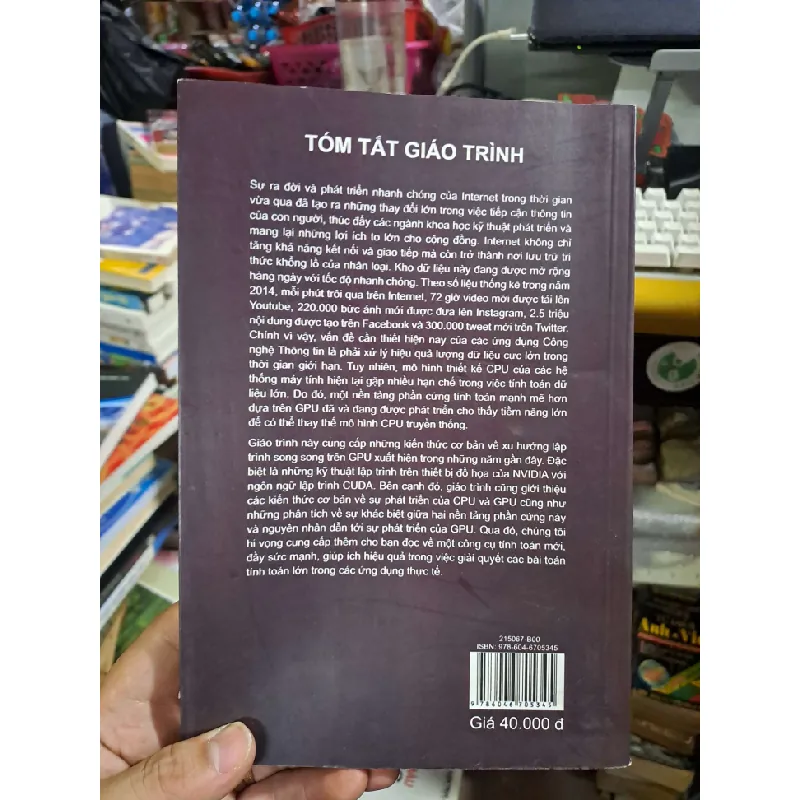 TÓM TẮT GIÁO TRÌNH
Sự ra đời và phát triển nhanh chóng của Internet trong thời gian
vừa qua đã tạo ra những thay đổi lớn trong việc tiếp cận thông tin
của con người, thúc đẩy các ngành khoa học kỹ thuật phát triển và
mang lại những lợi ích to lớn cho cộng đồng. Internet không chỉ
tăng khả năng kết nối và giao tiếp mà còn trở thành nơi lưu trữ tri
thức khổng lồ của nhân loại. Kho dữ liệu này đang được mở rộng
hàng ngày với tốc độ nhanh chóng. Theo số liệu thống kê trong năm
2014, mỗi phút trôi qua trên Internet, 72 giờ video mới được tải lên
Youtube, 220.000 bức ảnh mới được đưa lên Instagram, 2.5 triệu
nội dung được tạo trên Facebook và 300.000 tweet mới trên Twitter.
Chính vì vậy, vấn đề cần thiết hiện nay của các ứng dụng Công
nghệ Thông tin là phải xử lý hiệu quả lượng dữ liệu cực lớn trong
thời gian giới hạn. Tuy nhiên, mô hình thiết kế CPU của các hệ
thống máy tính hiện tại gặp nhiều hạn chế trong việc tính toán dữ
liệu lớn. Do đó, một nền tảng phần cứng tính toán mạnh mẽ hơn
dựa trên GPU đã và đang được phát triển cho thấy tiềm năng lớn
để có thể thay thế mô hình CPU truyền thống.
Giáo trình này cung cấp những kiến thức cơ bản về xu hướng lập
trình song song trên GPU xuất hiện trong những năm gần đây. Đặc
biệt là những kỹ thuật lập trình trên thiết bị đồ họa của NVIDIA với
ngôn ngữ lập trình CUDA. Bên cạnh đó, giáo trình cũng giới thiệu
các kiến thức cơ bản về sự phát triển của CPU và GPU cũng như
những phân tích về sự khác biệt giữa hai nền tảng phần cứng này
và nguyên nhân dẫn tới sự phát triển của GPU. Qua đó, chúng tôi
hi vọng cung cấp thêm cho bạn đọc về một công cụ tính toán mới,
đầy sức mạnh, giúp ích hiệu quả trong việc giải quyết các bài toán
tính toán lớn trong các ứng dụng thực tế.
215067-B00
ISBN: 978-604-6705345
9 786046 705345
Giá 40.000 đ